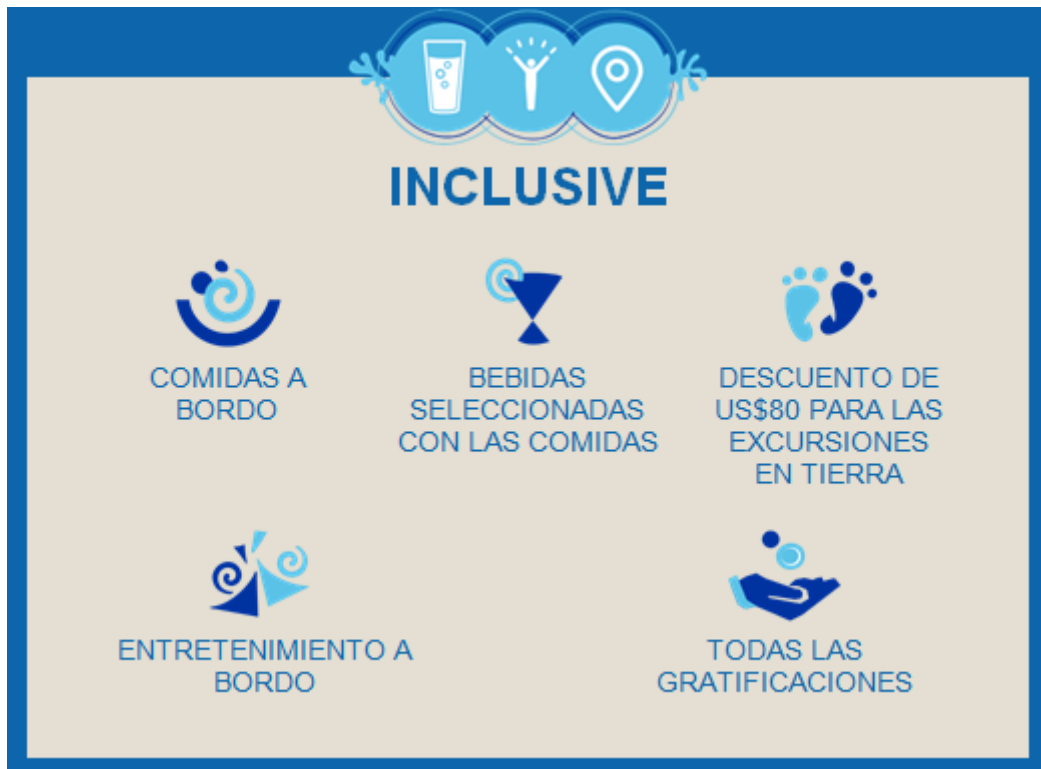 INCLUSIVE
COMIDAS A
BORDO
BEBIDAS
SELECCIONADAS
CON LAS COMIDAS
DESCUENTO DE
US$80 PARA LAS
EXCURSIONES
EN TIERRA
ENTRETENIMIENTO A
BORDO
TODAS LAS
GRATIFICACIONES